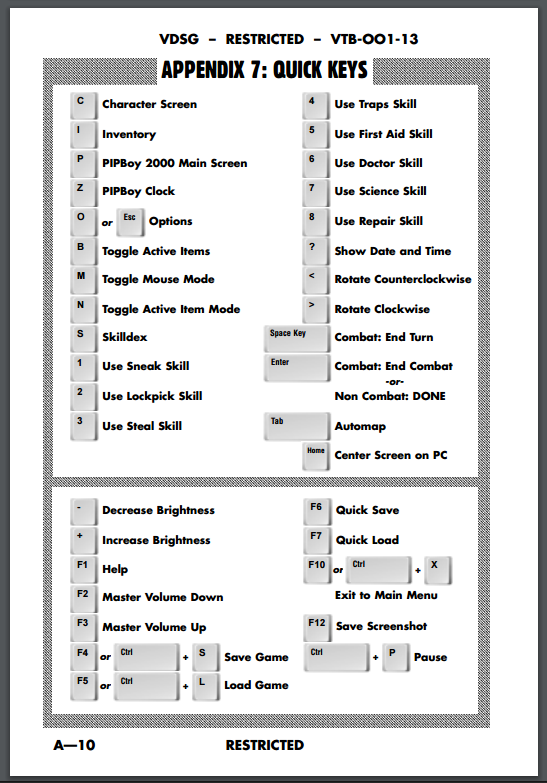 VDSG – RESTRICTED – VTB-OO1-13
APPENDIX 7: QUICK KEYS
C Character Screen
I Inventory
P PIPBoy 2000 Main Screen
Z PIPBoy Clock
O or Esc Options
B Toggle Active Items
M Toggle Mouse Mode
N Toggle Active Item Mode
S Skilldex
1 Use Sneak Skill
2 Use Lockpick Skill
3 Use Steal Skill
4 Use Traps Skill
5 Use First Aid Skill
6 Use Doctor Skill
7 Use Science Skill
8 Use Repair Skill
? Show Date and Time
< Rotate Counterclockwise
> Rotate Clockwise
Space Key Combat: End Turn
Enter Combat: End Combat
-or-
Non Combat: DONE
Tab Automap
Home Center Screen on PC
- Decrease Brightness
+ Increase Brightness
F1 Help
F2 Master Volume Down
F3 Master Volume Up
F4 or Ctrl + S Save Game
F5 or Ctrl + L Load Game
F6 Quick Save
F7 Quick Load
F10 or Ctrl + X
Exit to Main Menu
F12 Save Screenshot
Ctrl + P Pause
A—10 RESTRICTED